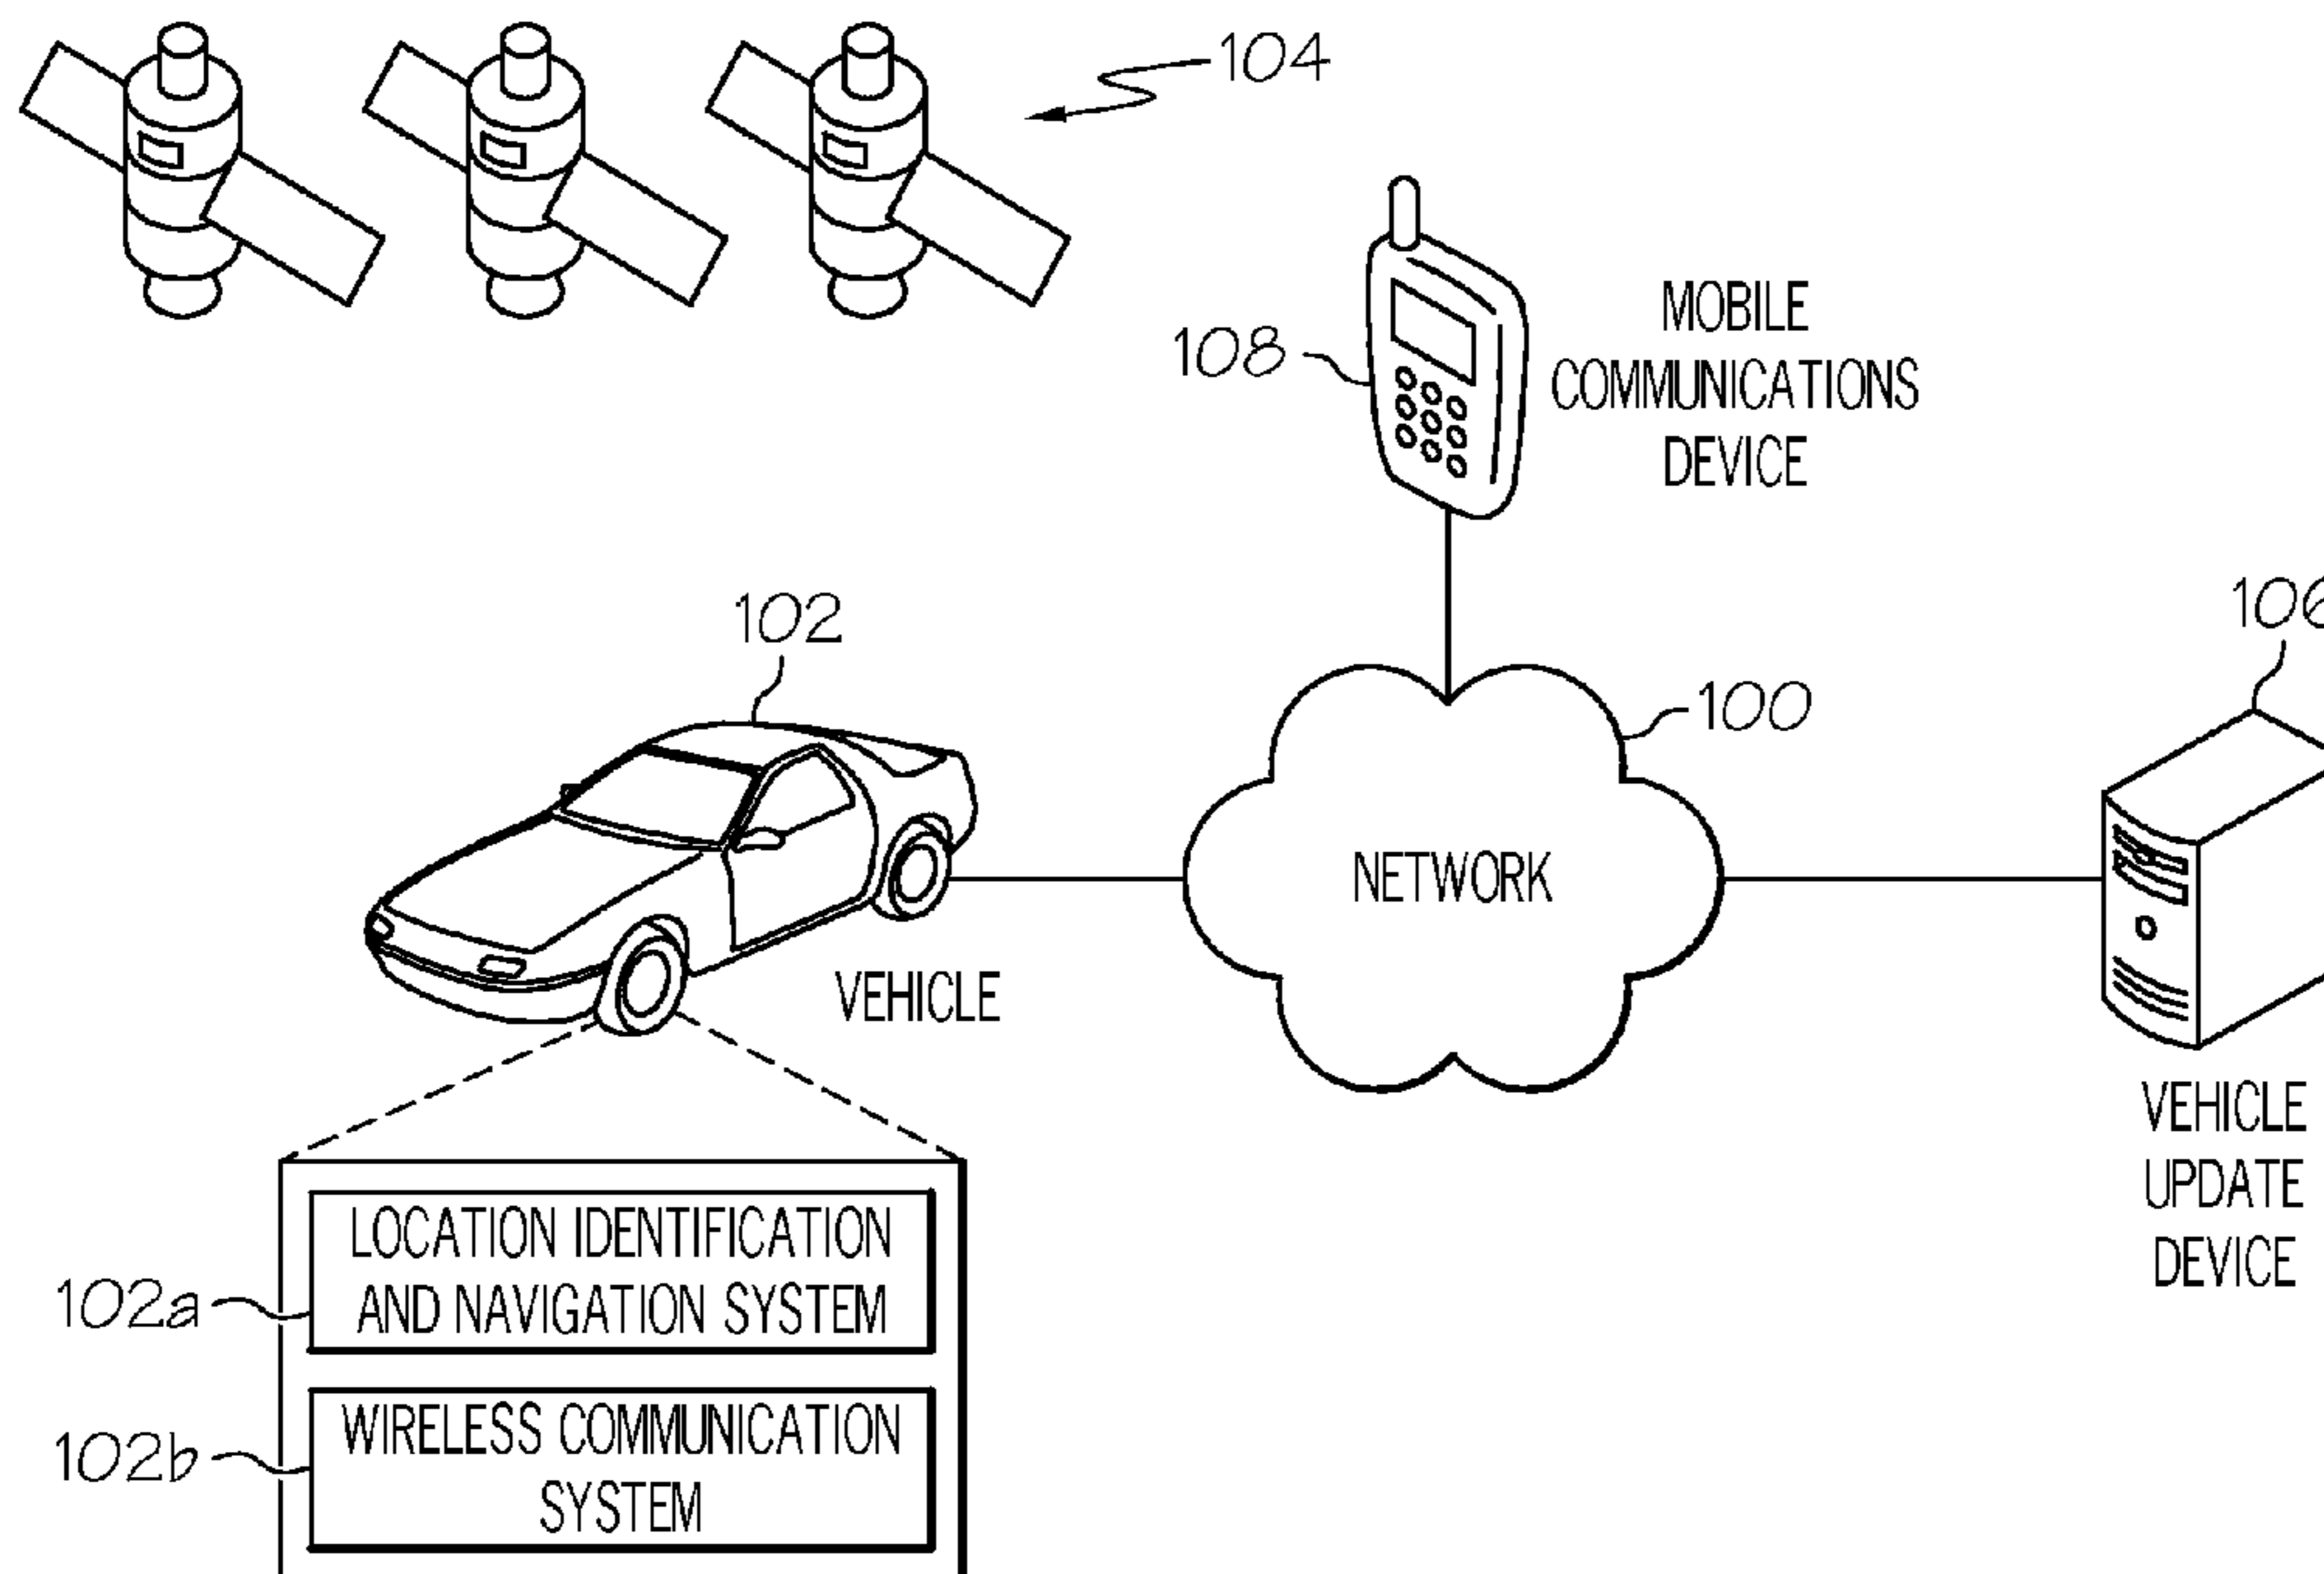 104
108
MOBILE
COMMUNICATIONS
DEVICE
102
106
100
NETWORK
VEHICLE
VEHICLE
UPDATE
DEVICE
LOCATION IDENTIFICATION
AND NAVIGATION SYSTEM
102a
WIRELESS COMMUNICATION
SYSTEM
102b